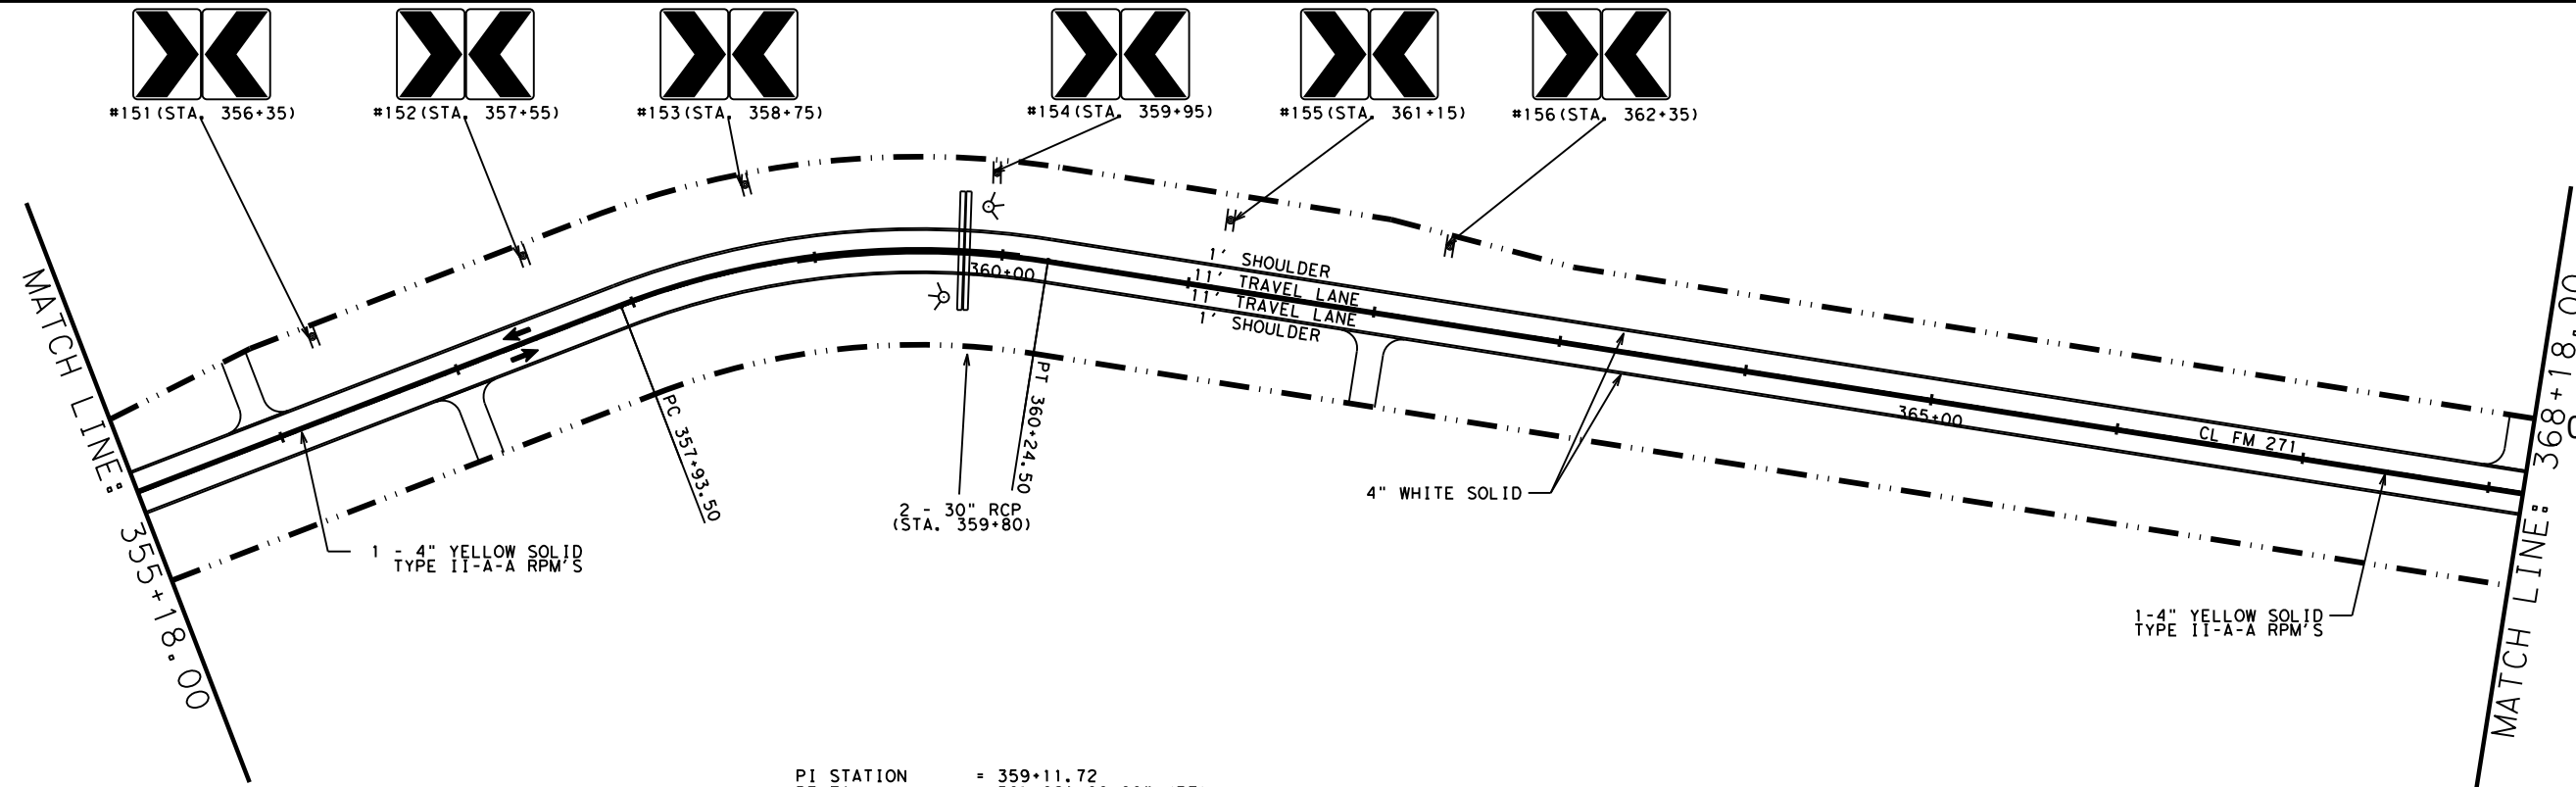 #151(STA. 356+35)
#152(STA. 357+55)
#153(STA. 358+75)
#154(STA. 359+95)
#155(STA. 361+15)
#156(STA. 362+35)
MATCH LINE: 355+18.00
1' SHOULDER
11' TRAVEL LANE
11' TRAVEL LANE
1' SHOULDER
360+00
PC 357+93.50
PT 360+24.50
2 - 30" RCP
(STA. 359+80)
1 - 4" YELLOW SOLID
TYPE II-A-A RPM'S
4" WHITE SOLID
365+00
CL FM 271
1-4" YELLOW SOLID
TYPE II-A-A RPM'S
MATCH LINE: 368+18.00
PI STATION = 359+11.72